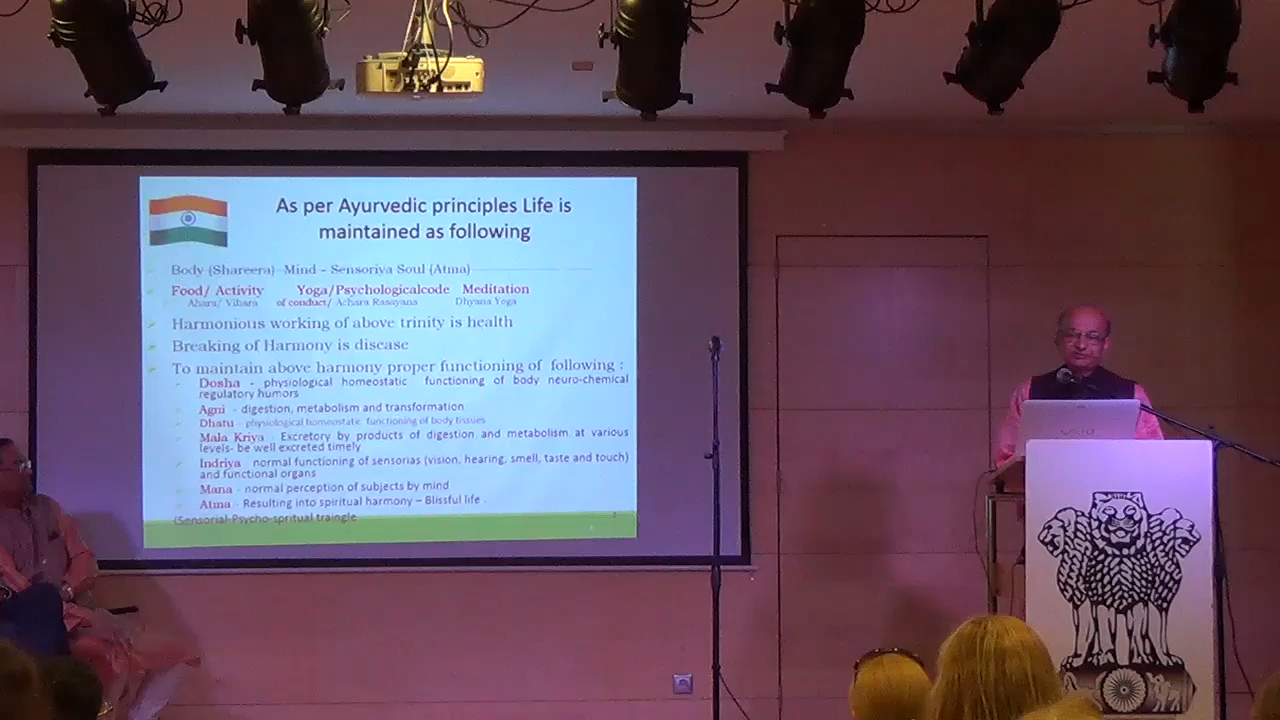 As per Ayurvedic principles Life is
maintained as following
Body (Shareera) Mind - Sensoriya Soul (Atma)
Food/ Activity Yoga/Psychologicalcode Meditation
Ahara/ Vihara of conduct/ Achara Rasayana Dhyana Yoga
Harmonious working of above trinity is health
Breaking of Harmony is disease
To maintain above harmony proper functioning of following :
Dosha - physiological homeostatic functioning of body neuro-chemical
regulatory humors
Agni - digestion, metabolism and transformation
Dhatu - physiological homeostatic functioning of body tissues
Mala Kriya - Excretory by products of digestion and metabolism at various
levels- be well excreted timely
Indriya - normal functioning of sensorias (vision, hearing, smell, taste and touch)
and functional organs
Mana - normal perception of subjects by mind
Atma - Resulting into spiritual harmony – Blissful life .
(Sensorial-Psycho-spritual traingle